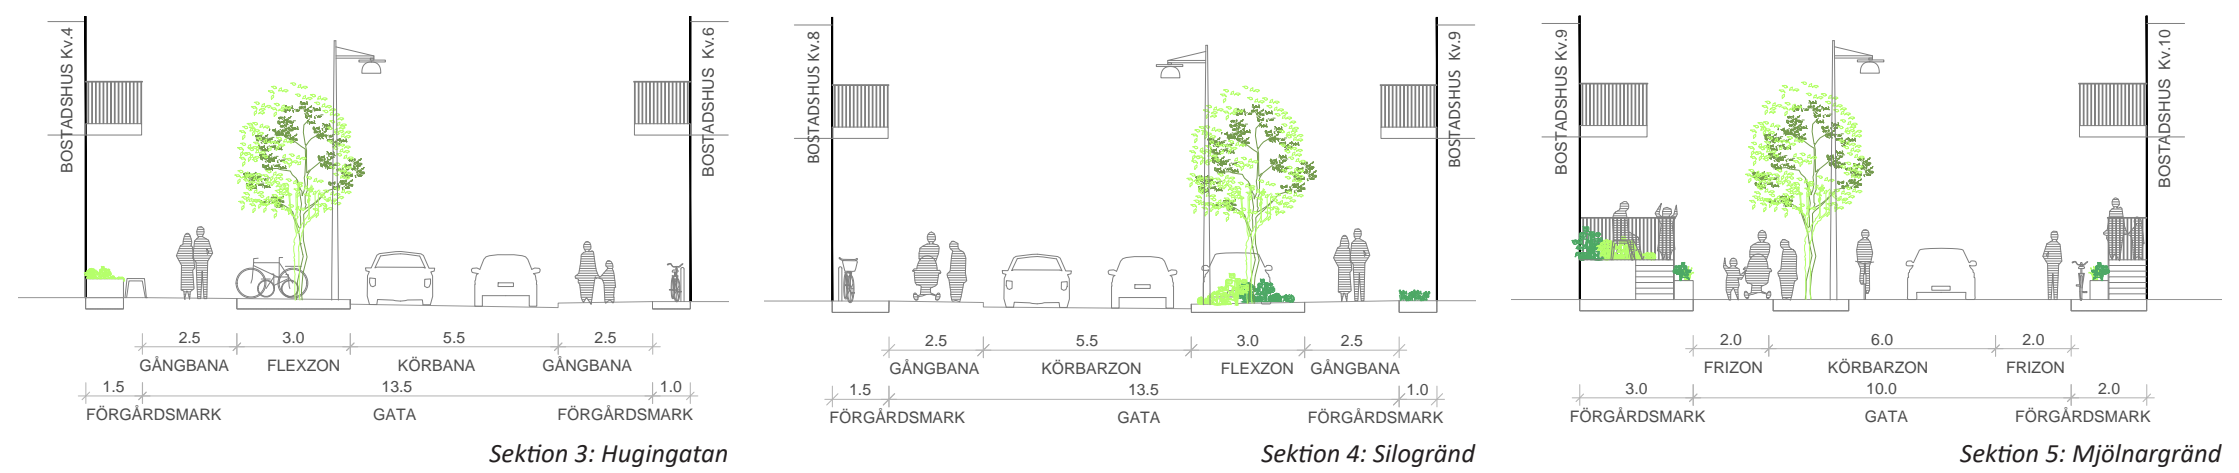 BOSTADSHUS Kv.4
BOSTADSHUS Kv.6
2.5 3.0 5.5 2.5
GÅNGBANA FLEXZON KÖRBANA GÅNGBANA
1.5 13.5 1.0
FÖRGÅRDSMARK GATA FÖRGÅRDSMARK
Sektion 3: Hugingatan
BOSTADSHUS Kv.8
BOSTADSHUS Kv.9
2.5 5.5 3.0 2.5
GÅNGBANA KÖRBARZON FLEXZON GÅNGBANA
1.5 13.5 1.0
FÖRGÅRDSMARK GATA FÖRGÅRDSMARK
Sektion 4: Silogränd
BOSTADSHUS Kv.9
BOSTADSHUS Kv.10
2.0 6.0 2.0
FRIZON KÖRBARZON FRIZON
3.0 10.0 2.0
FÖRGÅRDSMARK GATA FÖRGÅRDSMARK
Sektion 5: Mjölnargränd